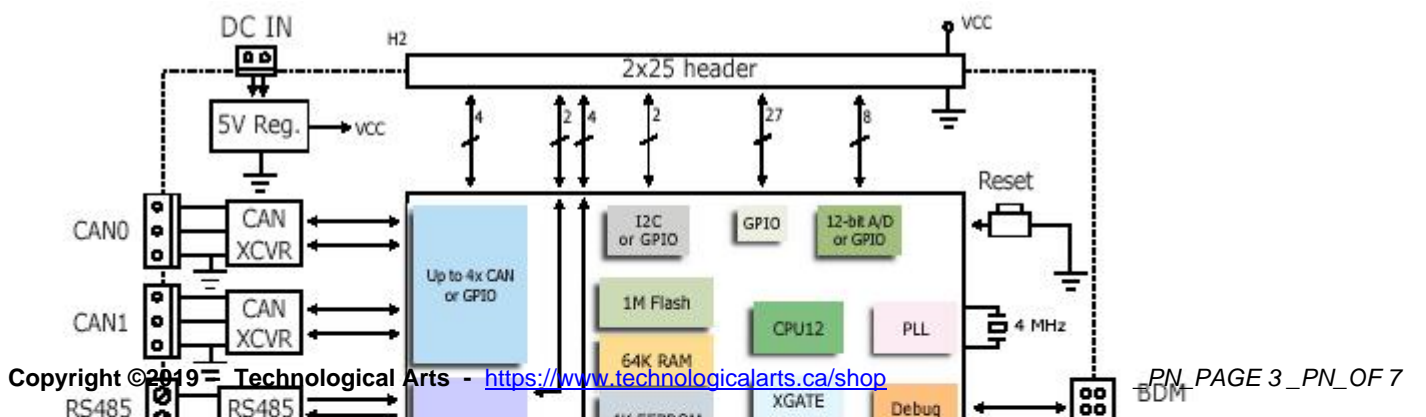 DC IN
H2
VCC
2x25 header
5V Reg.
VCC
4
2
4
2
27
8
Reset
CAN0
CAN
XCVR
I2C
or GPIO
GPIO
12-bit A/D
or GPIO
Up to 4x CAN
or GPIO
1M Flash
CAN1
CAN
XCVR
CPU12
PLL
4 MHz
64K RAM
Copyright ©2019 - Technological Arts - https://www.technologicalarts.ca/shop
_PN_PAGE 3 _PN_OF 7
RS485
RS485
XGATE
Debug
BDM